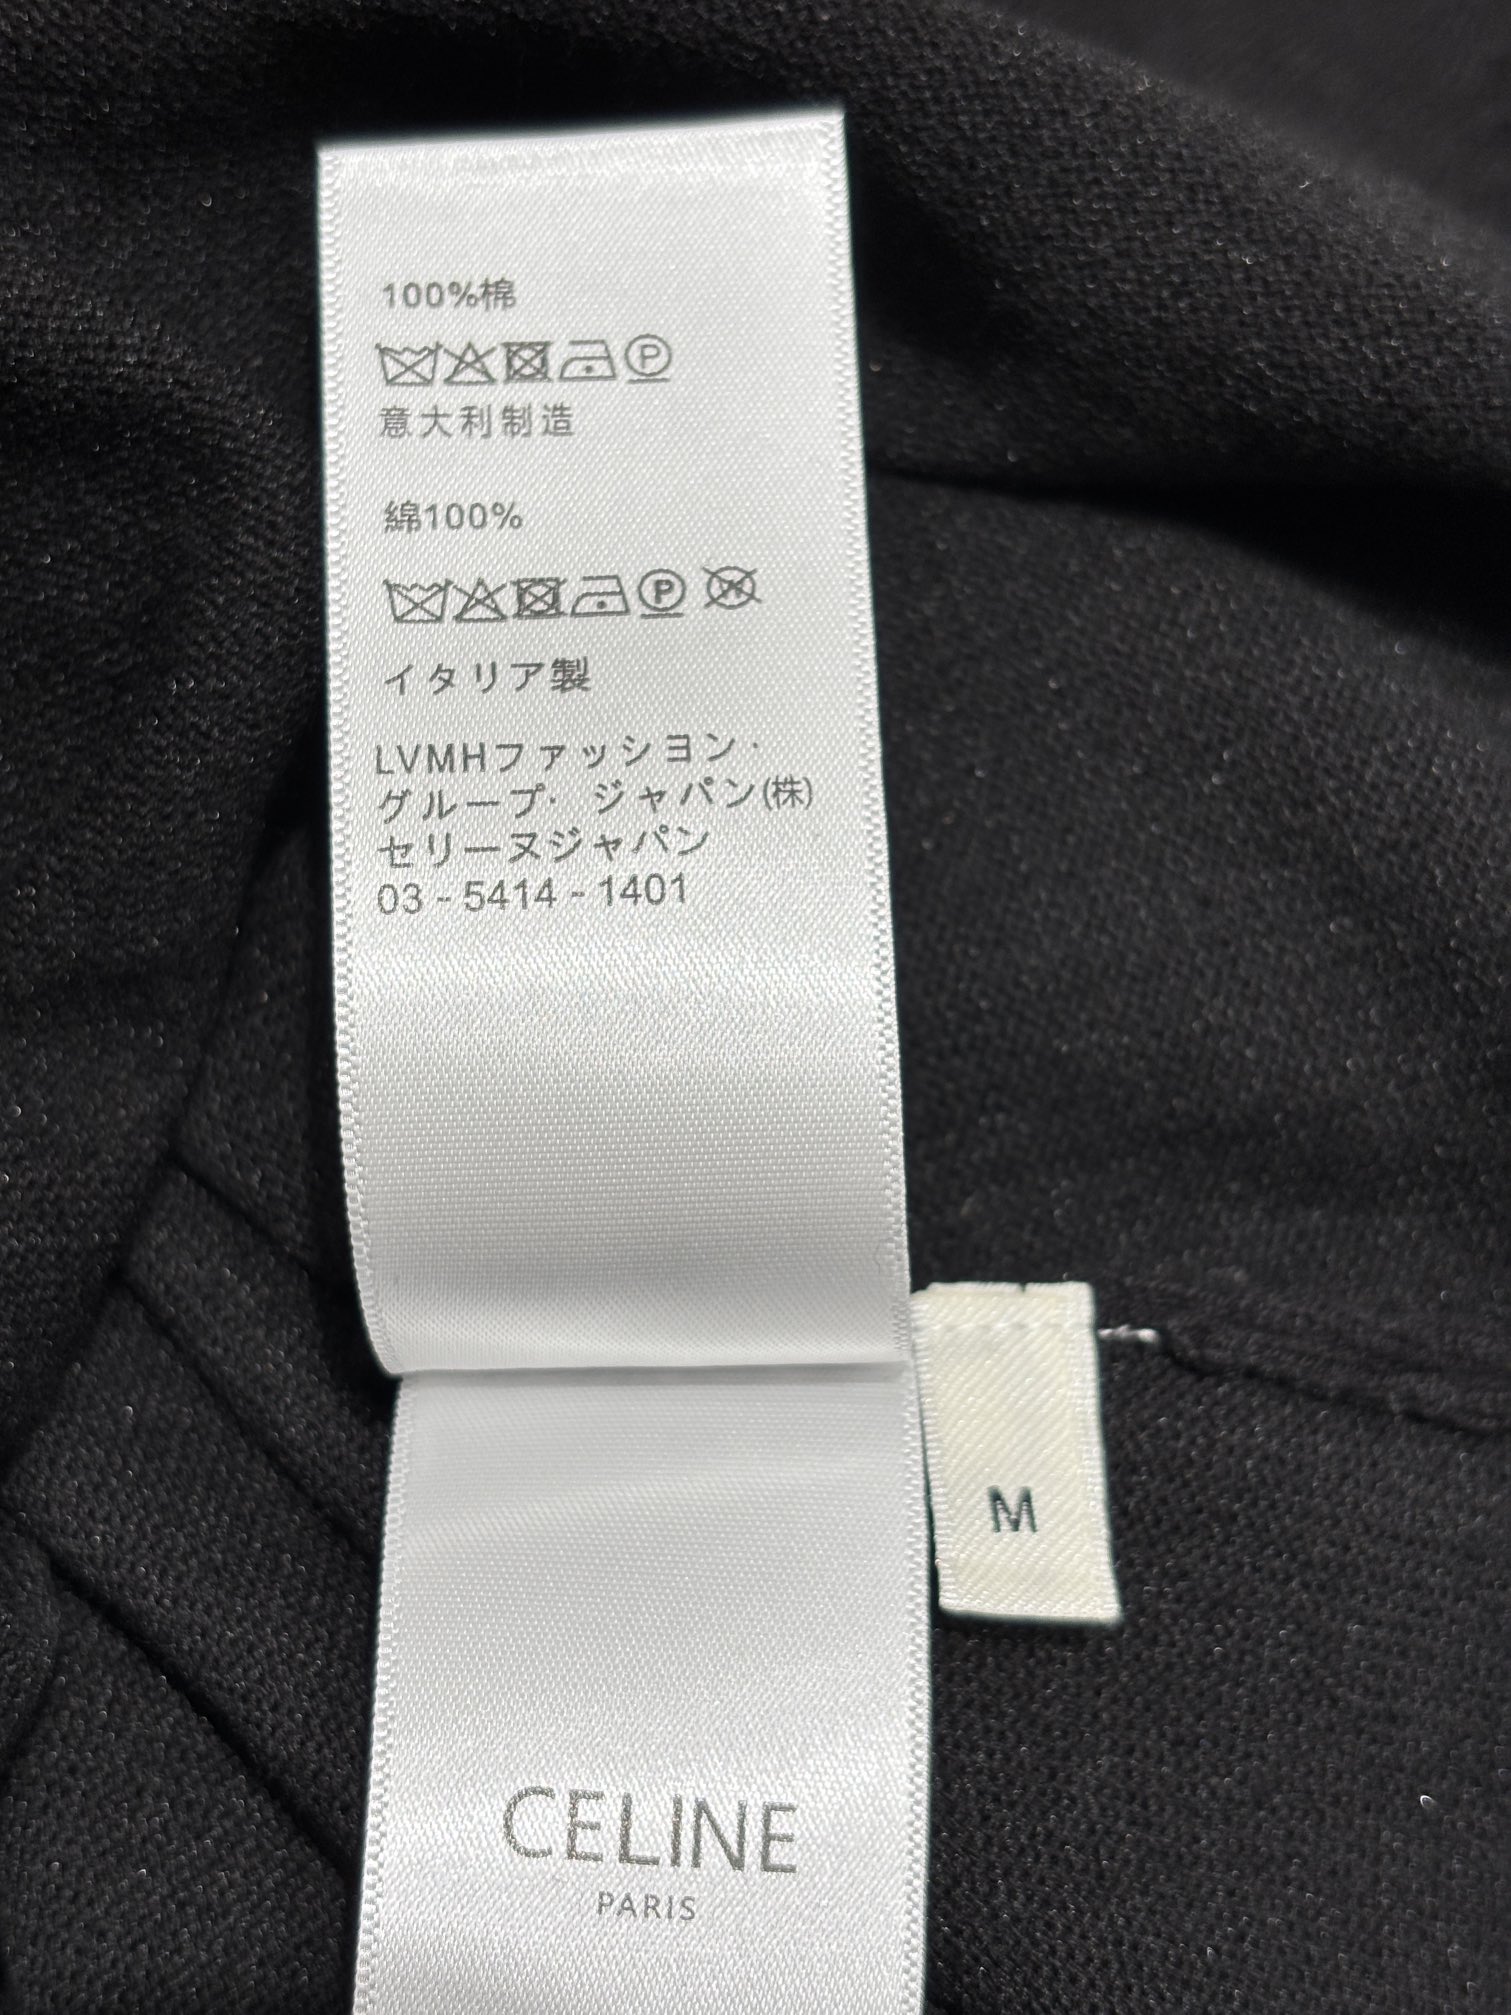 100%棉
P
意大利制造
綿100%
P W
イタリア製
LVMHファッション·
グループ· ジャパン(株)
セリーヌジャパン
03 - 5414 - 1401
M
CELINE
PARIS